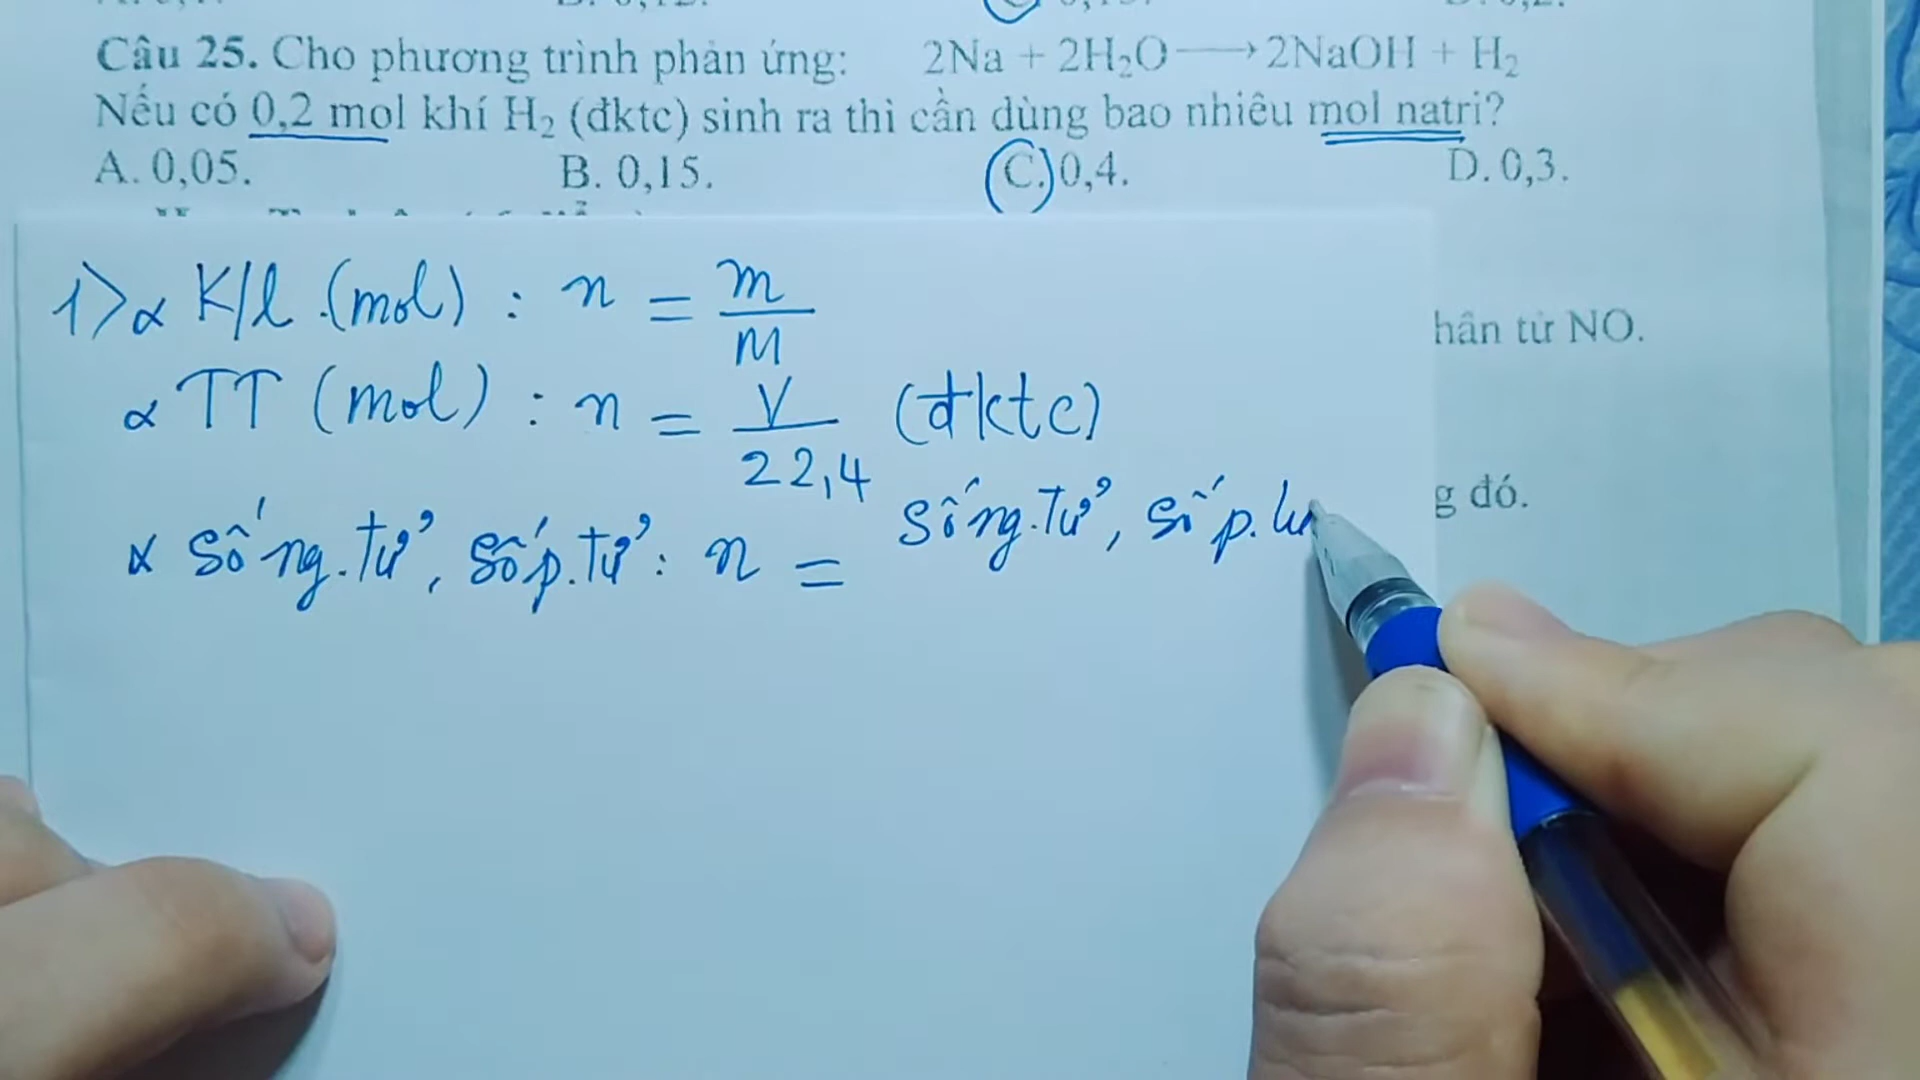 Câu 25. Cho phương trình phản ứng: 2Na + 2H₂O → 2NaOH + H₂
Nếu có 0,2 mol khí H₂ (đktc) sinh ra thì cần dùng bao nhiêu mol natri?
A. 0,05. B. 0,15. C. 0,4. D. 0,3.
1> α K/l (mol) : n = m/M
hân tử NO.
α TT (mol) : n = V/22,4 (đktc)
g đó.
α Số ng.tử, số p.tử : n = Số ng.tử, số p.tư